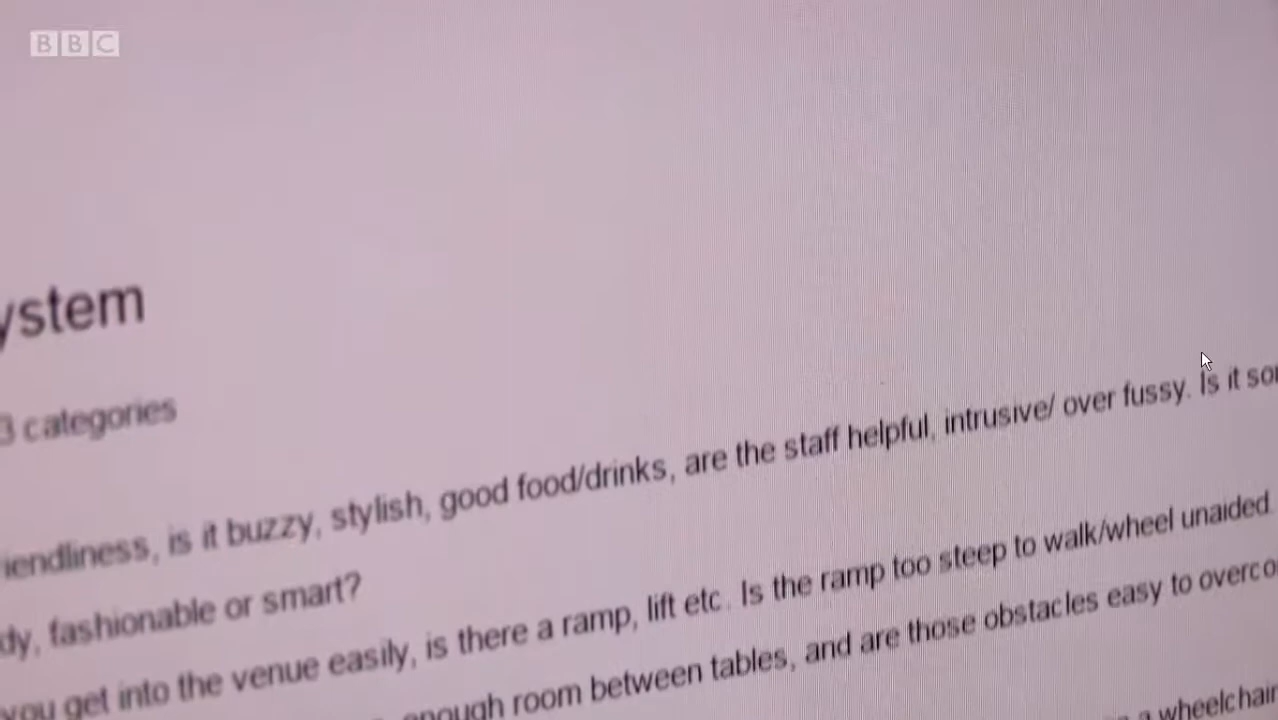 BBC
ystem
3 categories
iendliness, is it buzzy, stylish, good food/drinks, are the staff helpful, intrusive/ over fussy. Is it so
dy, fashionable or smart?
you get into the venue easily, is there a ramp, lift etc. Is the ramp too steep to walk/wheel unaided.
enough room between tables, and are those obstacles easy to overco
a wheelchair